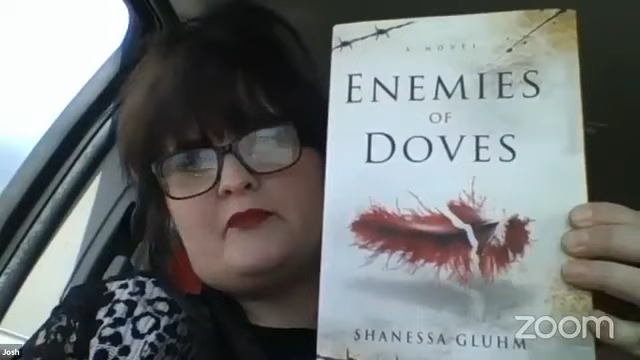 A NOVEL
ENEMIES
OF
DOVES
SHANESSA GLUHM
zoom
Josh